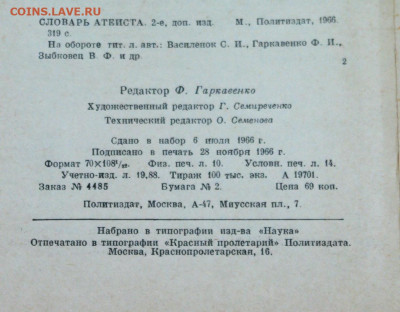 COINS.LAVE.RU
СЛОВАРЬ АТЕИСТА. 2-е, доп. изд. М., Политиздат, 1966.
319 с.
На обороте тит. л. авт.: Василенок С. И., Гаркавенко Ф. И.,
Зыбковец В. Ф. и др.
2
Редактор Ф. Гаркавенко
Художественный редактор Г. Семиреченко
Технический редактор О. Семенова
Сдано в набор 6 июля 1966 г.
Подписано в печать 28 ноября 1966 г.
Формат 70×108¹/₃₂. Физ. печ. л. 10. Условн. печ. л. 14.
Учетно-изд. л. 19,88. Тираж 100 тыс. экз. А 19701.
Заказ № 4485 Бумага № 2. Цена 69 коп.
Политиздат, Москва, А-47, Миусская пл., 7.
Набрано в типографии изд-ва «Наука»
Отпечатано в типографии «Красный пролетарий» Политиздата.
Москва, Краснопролетарская, 16.